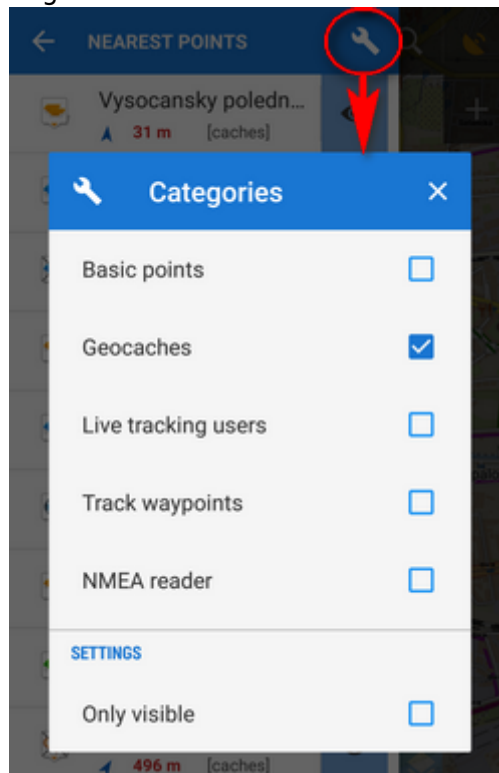 NEAREST POINTS
Vysocansky poledn...
31 m [caches]
Categories
Basic points
Geocaches
Live tracking users
Track waypoints
NMEA reader
SETTINGS
Only visible
496 m [caches]